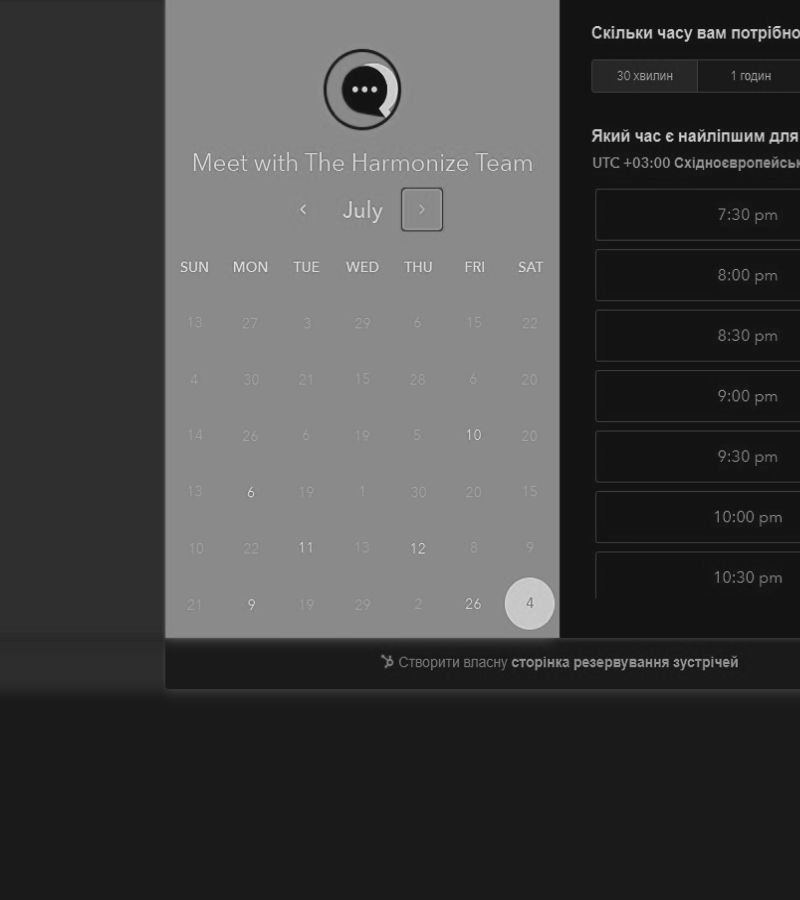 Meet with The Harmonize Team
July
SUN MON TUE WED THU FRI SAT
13 27 3 29 6 15 22
4 30 21 15 28 6 20
14 26 6 19 5 10 20
13 6 19 1 30 20 15
10 22 11 13 12 8 9
21 9 19 29 2 26 4
Скільки часу вам потрібно
30 хвилин 1 годин
Який час є найліпшим для
UTC +03:00 Східноєвропейськ
7:30 pm
8:00 pm
8:30 pm
9:00 pm
9:30 pm
10:00 pm
10:30 pm
Створити власну сторінка резервування зустрічей